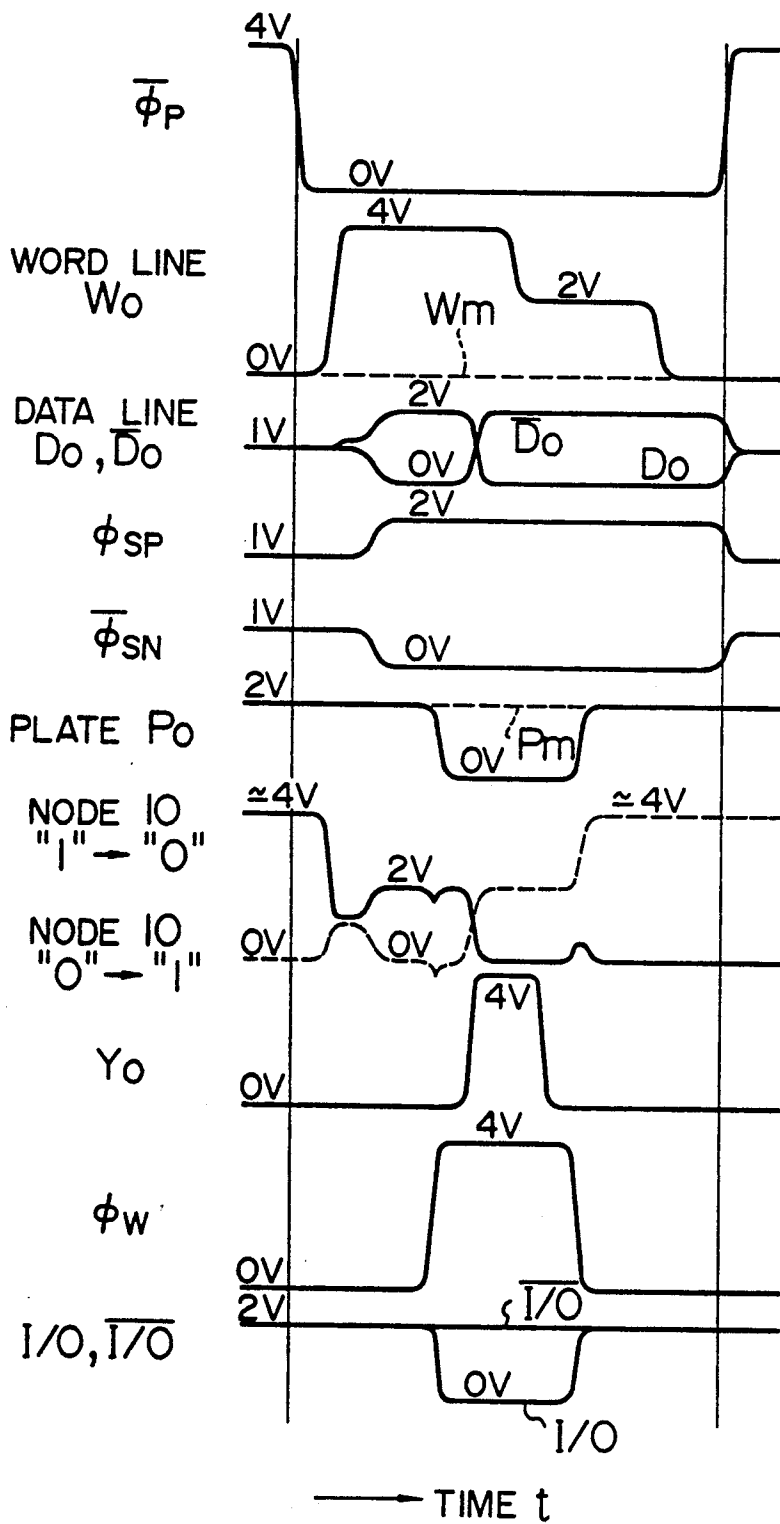 4V
φ̅P
0V
4V
WORD LINE
W0
2V
Wm
0V
DATA LINE
D0, D̅0
2V
1V
D̅0
0V
D0
2V
φSP
1V
1V
φ̅SN
0V
2V
PLATE P0
Pm
0V
≃4V
≃4V
NODE 10
"1" → "0"
2V
NODE 10
"0" → "1"
0V
0V
4V
Y0
0V
4V
φW
0V
I/O̅
2V
I/O, I̅/̅O̅
0V
I/O
→ TIME t